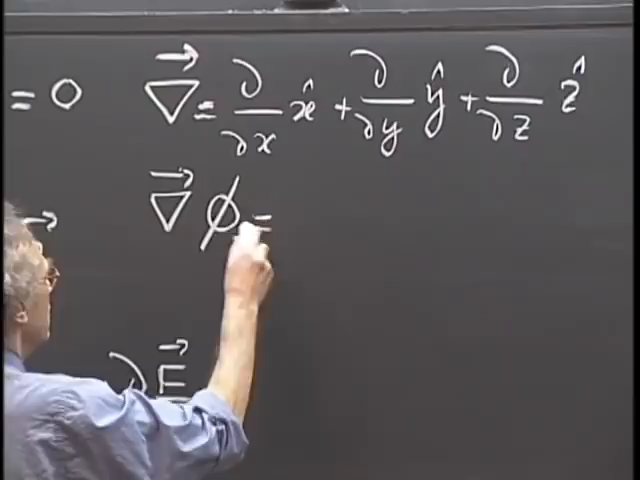 = 0
∇⃗ = ∂/∂x x̂ + ∂/∂y ŷ + ∂/∂z ẑ
∇⃗ ϕ =
∂E⃗